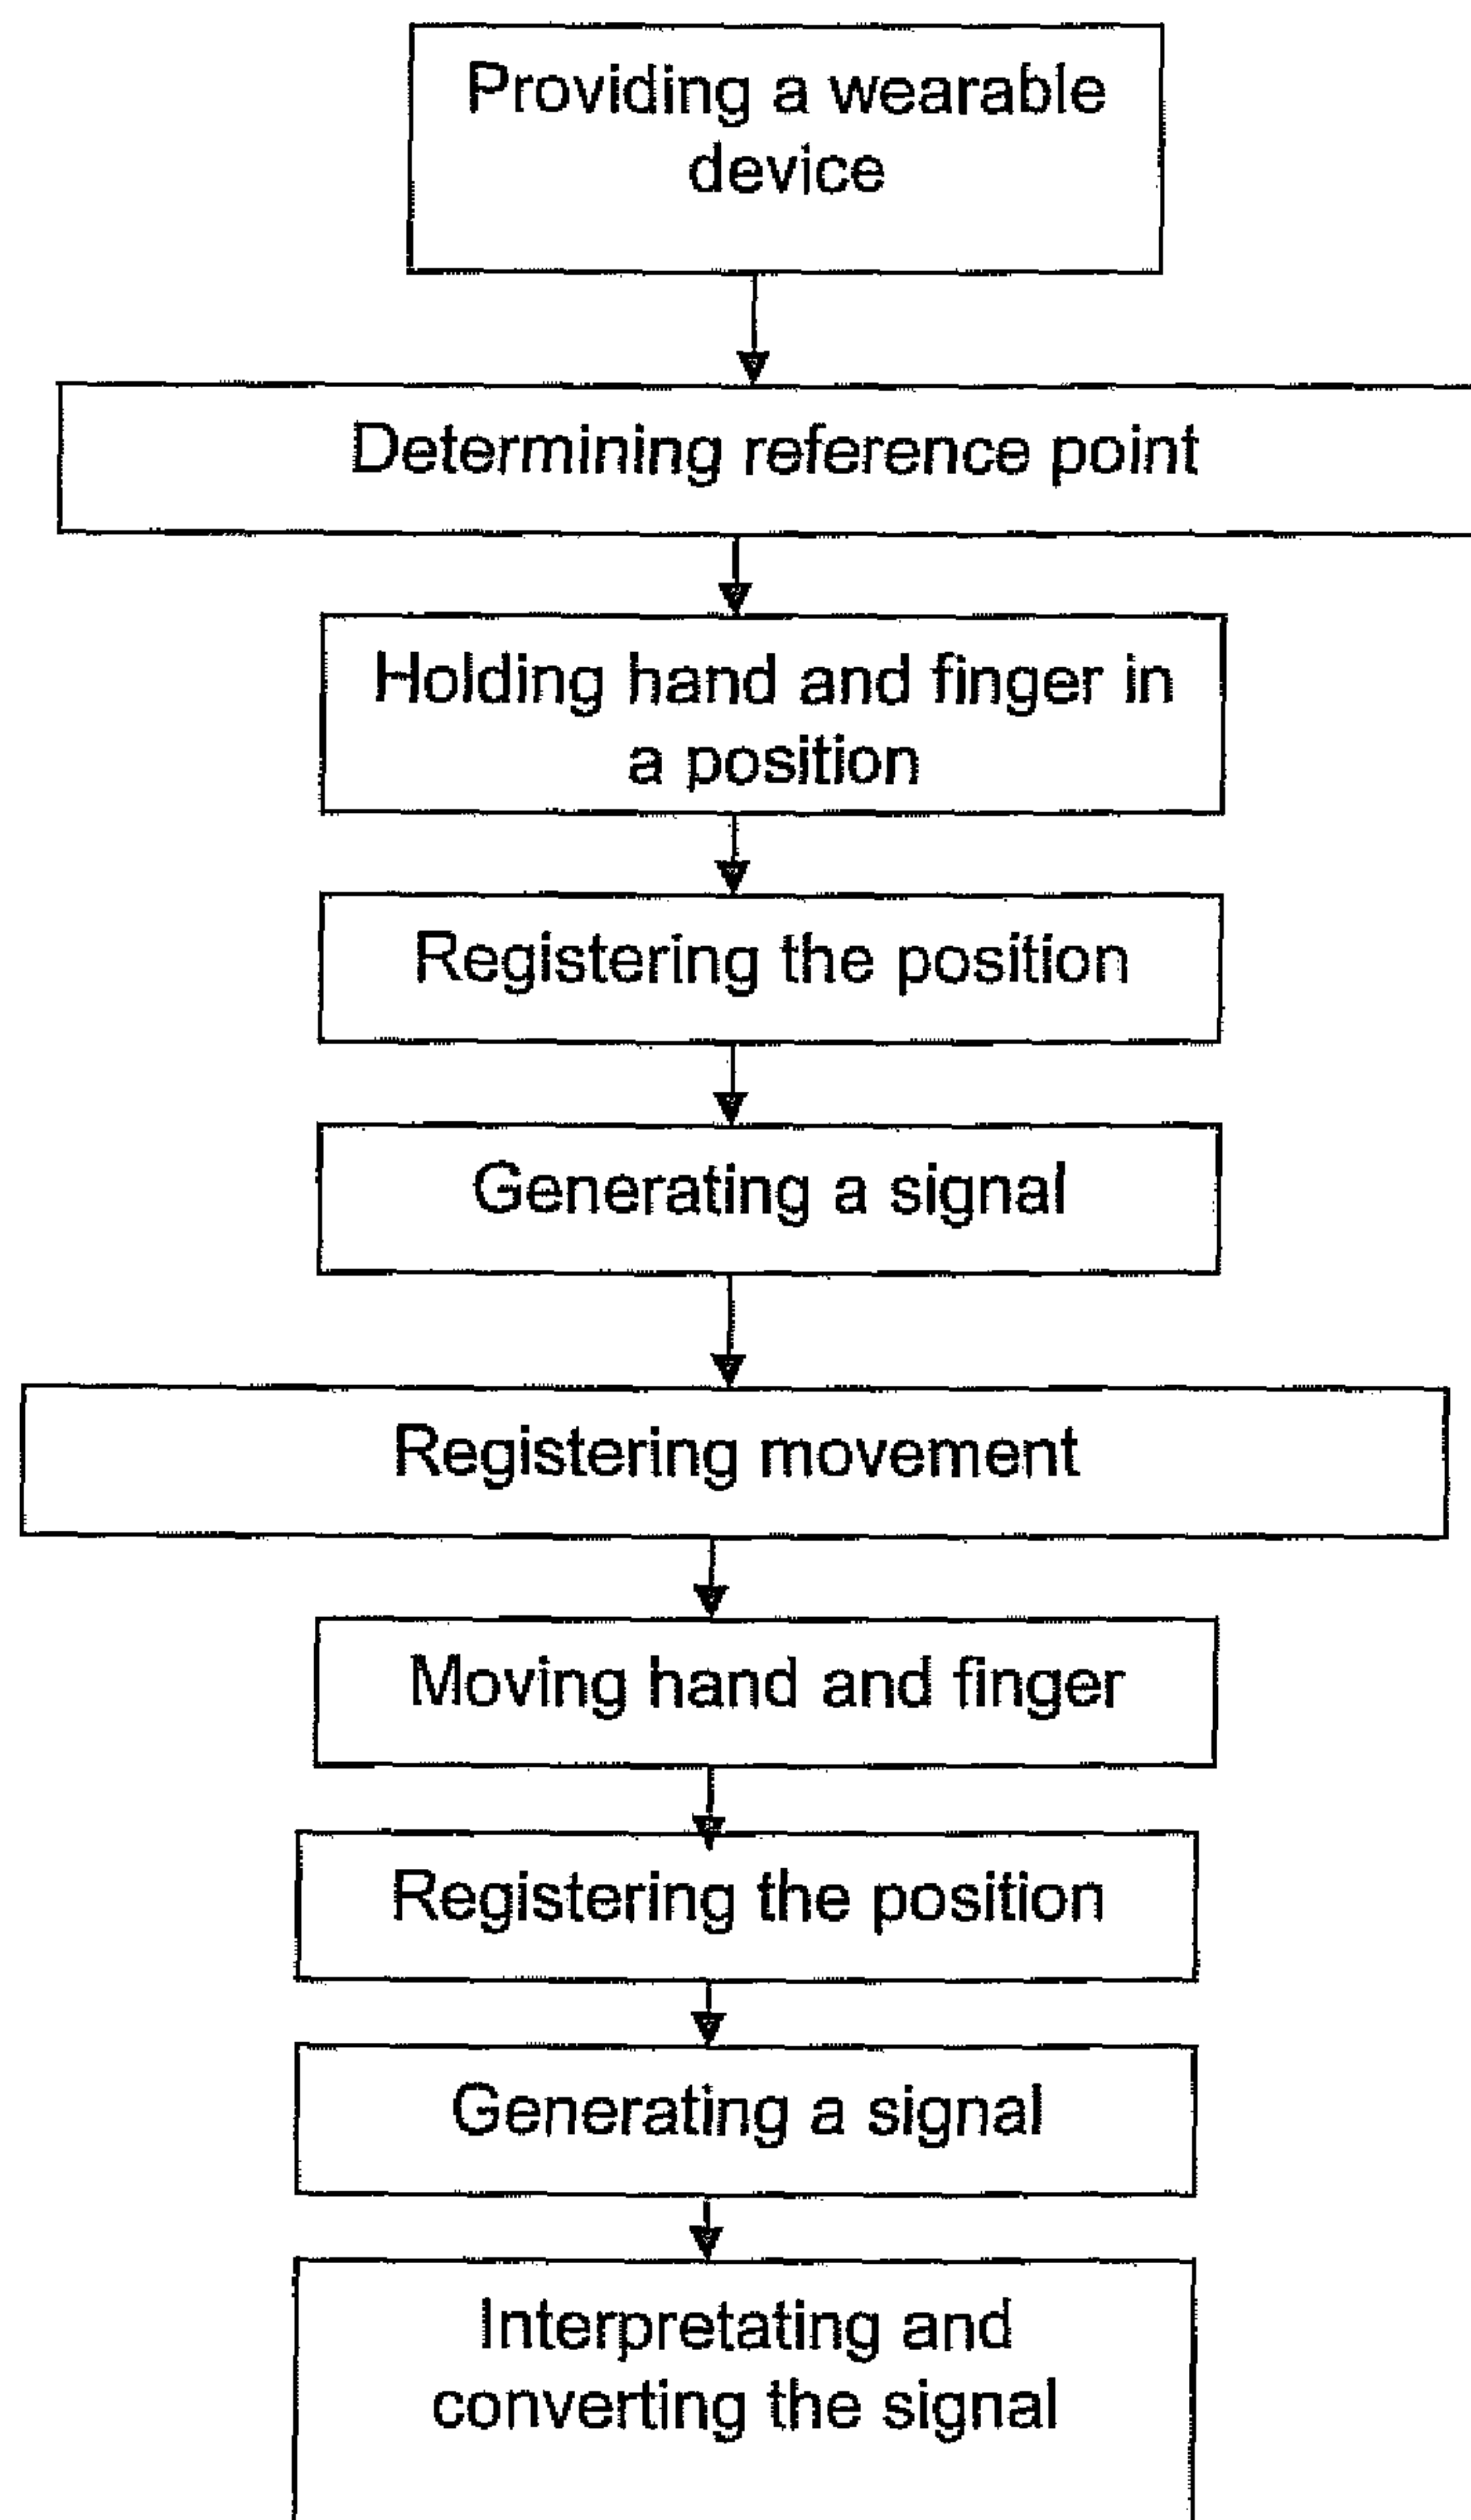 Providing a wearable
device
Determining reference point
Holding hand and finger in
a position
Registering the position
Generating a signal
Registering movement
Moving hand and finger
Registering the position
Generating a signal
Interpretating and
converting the signal